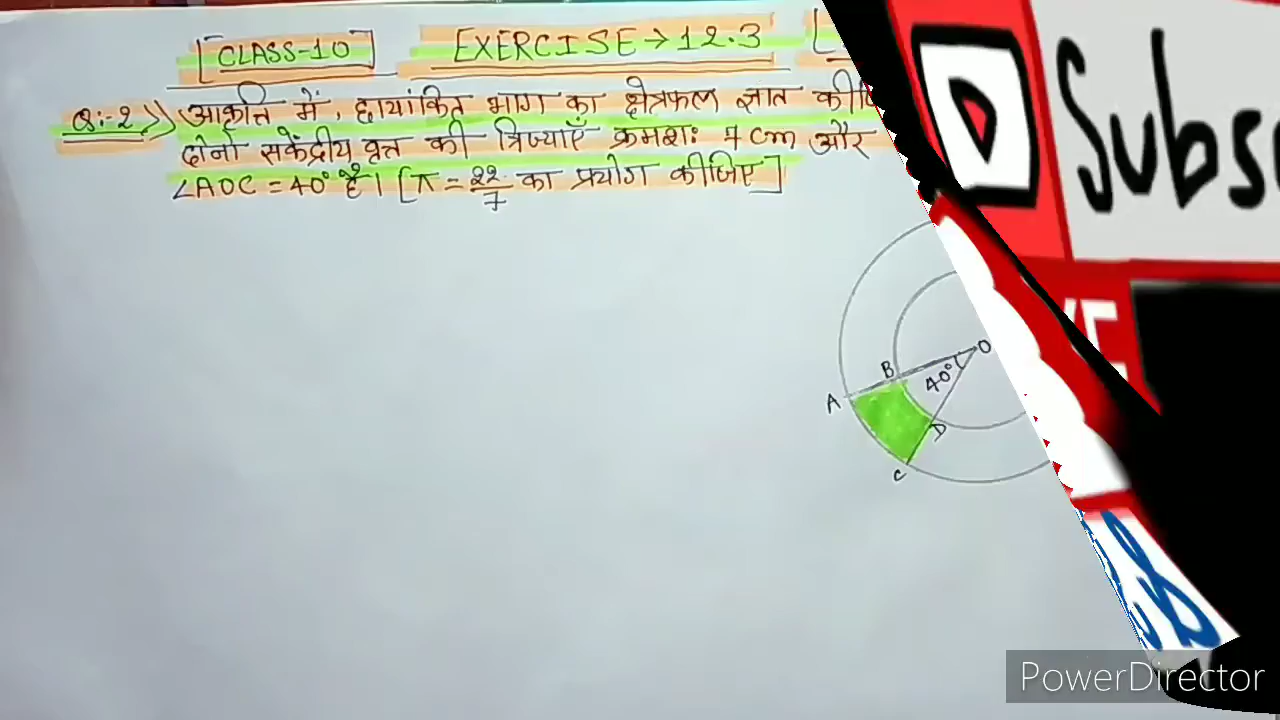 [CLASS-10] EXERCISE→12.3 [
Q:-2>> आकृति में, छायांकित भाग का क्षेत्रफल ज्ञात
दोनों सकेंद्रीय वृत्त की त्रिज्याएँ क्रमशः 7 cm और
∠AOC = 40° है। [π = 22/7 का प्रयोग कीजिए]
O
B
40°
A
D
C
PowerDirector